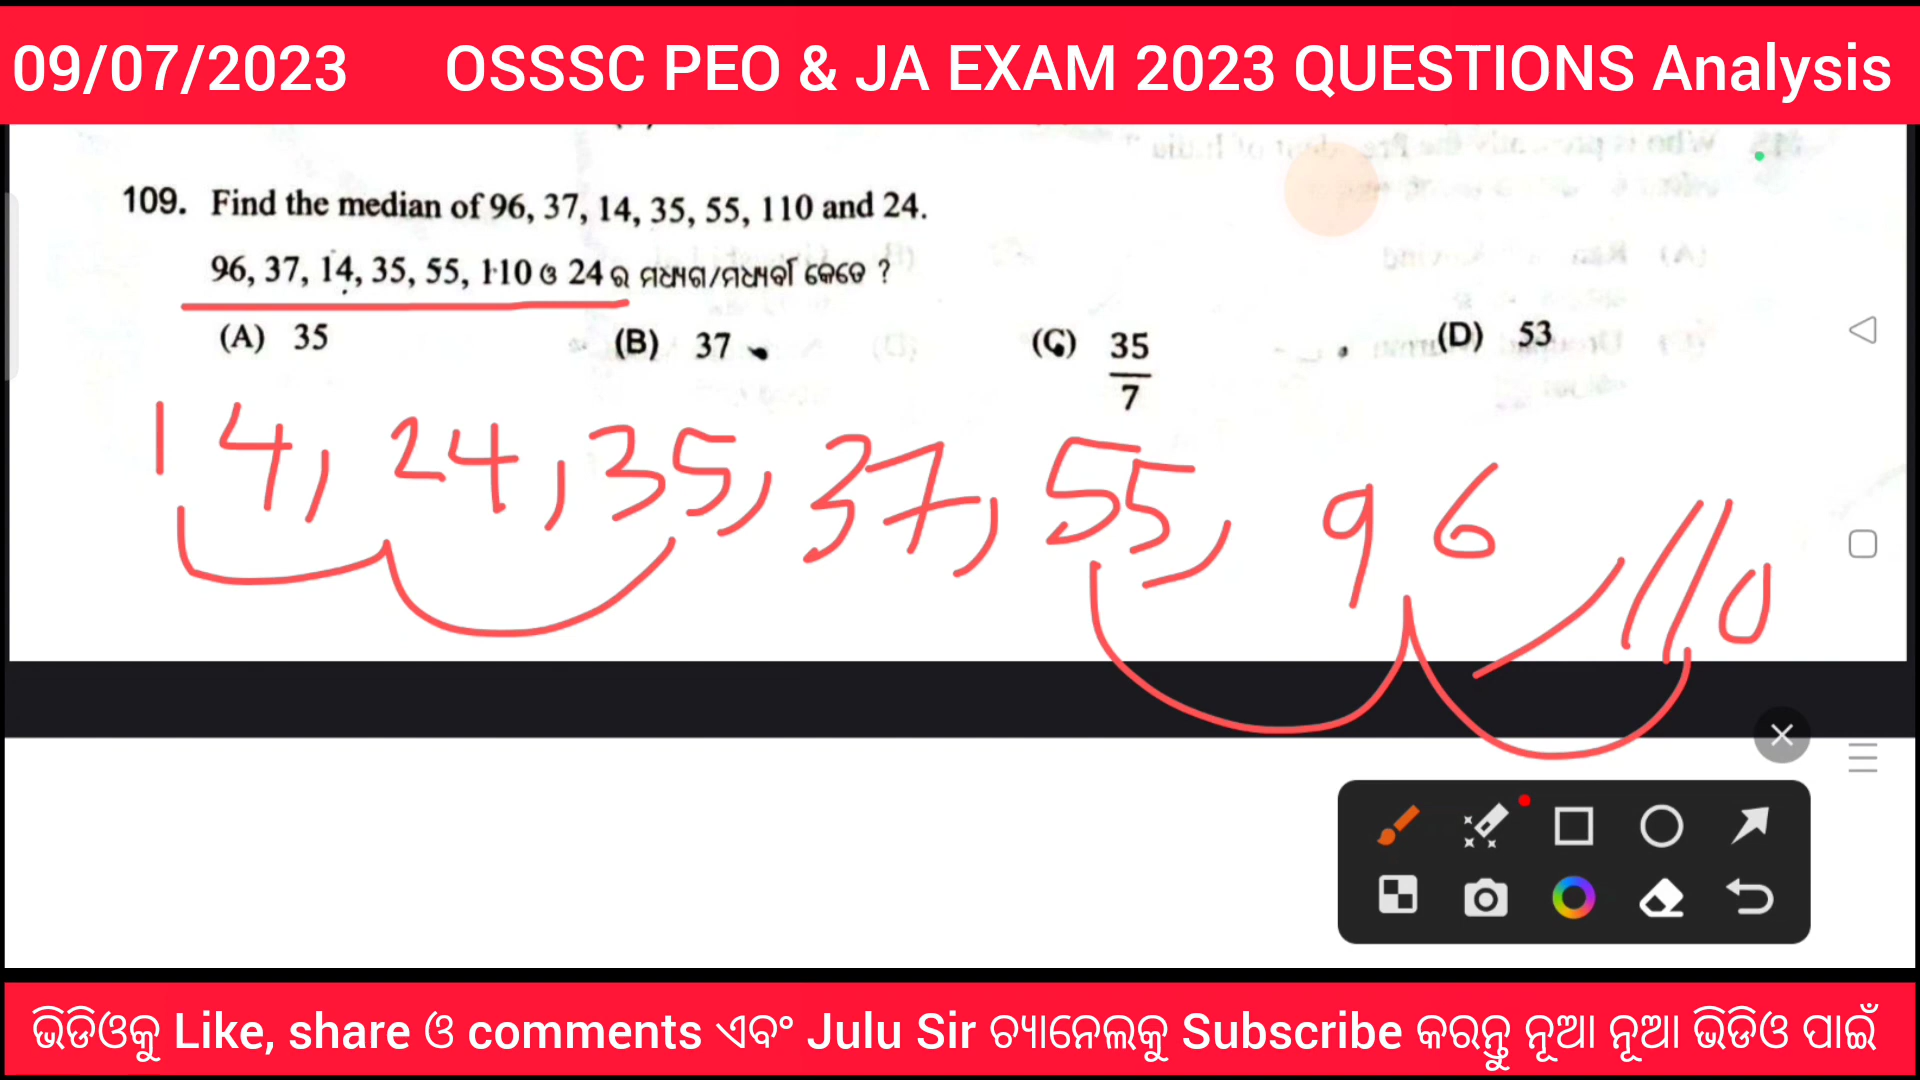 09/07/2023 OSSSC PEO & JA EXAM 2023 QUESTIONS Analysis
109. Find the median of 96, 37, 14, 35, 55, 110 and 24.
96, 37, 14, 35, 55, 110 ଓ 24 ର ମଧ୍ୟଗ/ମଧ୍ୟବର୍ତ୍ତୀ କେତେ ?
(A) 35 (B) 37 (C) 35/7 (D) 53
14, 24, 35, 37, 55, 96, 110
ଭିଡିଓକୁ Like, share ଓ comments ଏବଂ Julu Sir ଚ୍ୟାନେଲକୁ Subscribe କରନ୍ତୁ ନୂଆ ନୂଆ ଭିଡିଓ ପାଇଁ